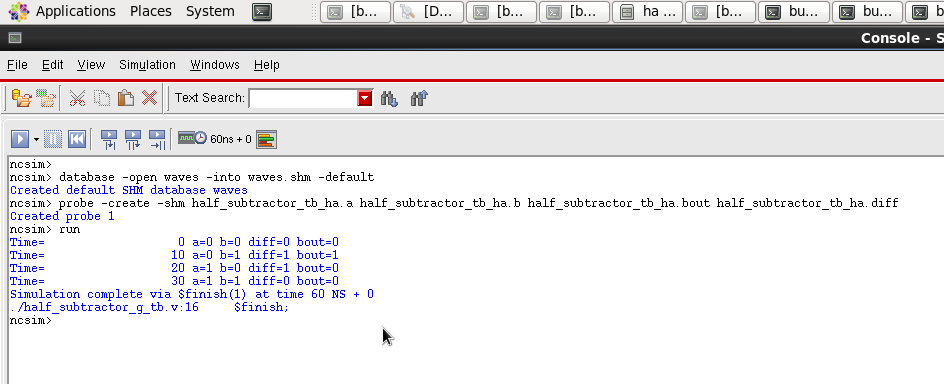 Applications Places System [b... [D... [b... [b... ha ... [b... bu... bu... b
Console - S
File Edit View Simulation Windows Help
Text Search:
60ns + 0
ncsim>
ncsim> database -open waves -into waves.shm -default
Created default SHM database waves
ncsim> probe -create -shm half_subtractor_tb_ha.a half_subtractor_tb_ha.b half_subtractor_tb_ha.bout half_subtractor_tb_ha.diff
Created probe 1
ncsim> run
Time= 0 a=0 b=0 diff=0 bout=0
Time= 10 a=0 b=1 diff=1 bout=1
Time= 20 a=1 b=0 diff=1 bout=0
Time= 30 a=1 b=1 diff=0 bout=0
Simulation complete via $finish(1) at time 60 NS + 0
./half_subtractor_g_tb.v:16 $finish;
ncsim>